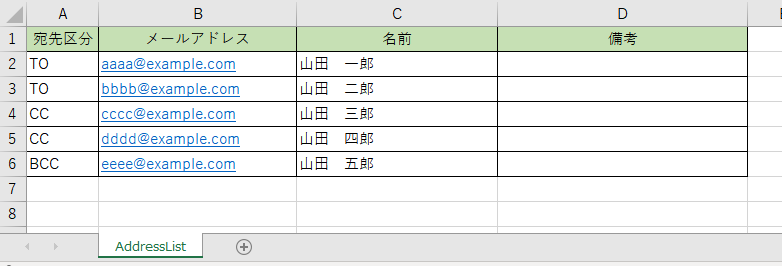 A B C D
1 宛先区分 メールアドレス 名前 備考
2 TO aaaa@example.com 山田　一郎
3 TO bbbb@example.com 山田　二郎
4 CC cccc@example.com 山田　三郎
5 CC dddd@example.com 山田　四郎
6 BCC eeee@example.com 山田　五郎
7
8
AddressList